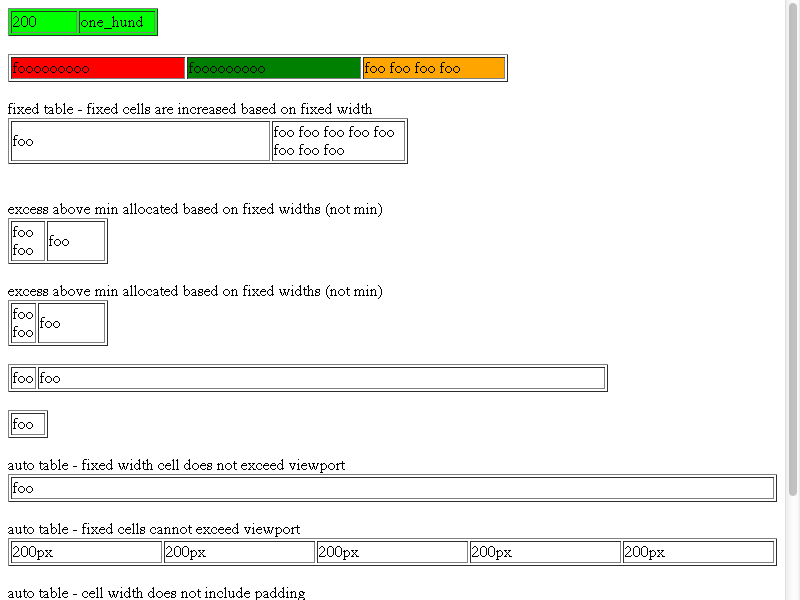 200 one_hund
fooooooooo fooooooooo foo foo foo foo
fixed table - fixed cells are increased based on fixed width
foo foo foo foo foo foo
foo foo foo
excess above min allocated based on fixed widths (not min)
foo
foo foo
excess above min allocated based on fixed widths (not min)
foo
foo foo
foo foo
foo
auto table - fixed width cell does not exceed viewport
foo
auto table - fixed cells cannot exceed viewport
200px 200px 200px 200px 200px
auto table - cell width does not include padding